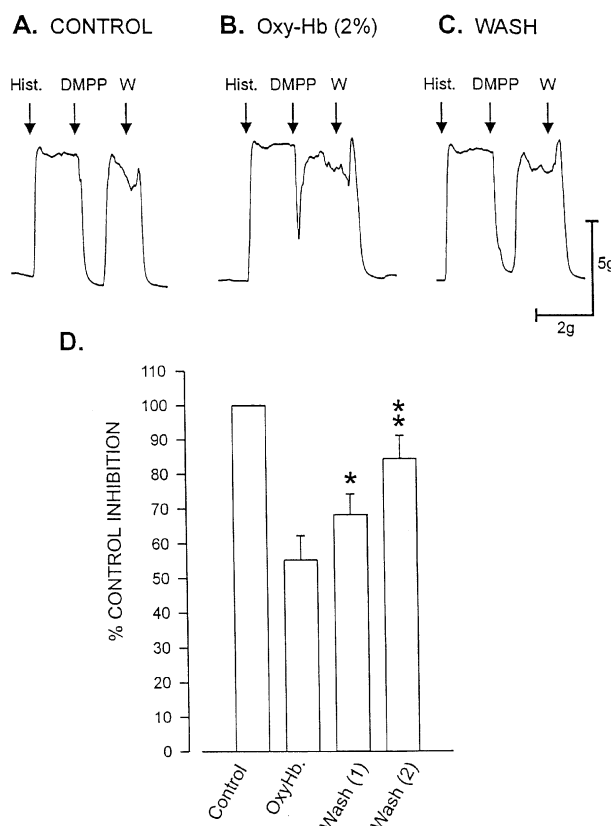 A. CONTROL
B. Oxy-Hb (2%)
C. WASH
Hist. DMPP W
Hist. DMPP W
Hist. DMPP W
5g
2g
D.
% CONTROL INHIBITION
110
100
90
80
70
60
50
40
30
20
10
0
*
*
*
Control
OxyHb.
Wash (1)
Wash (2)